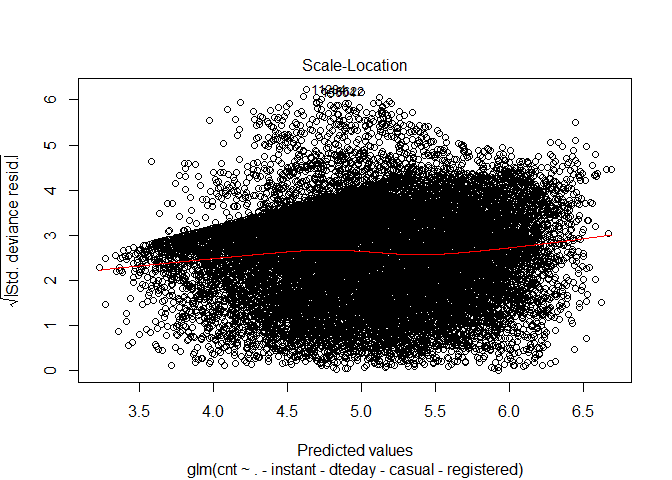 Scale-Location
6
5
4
3
2
1
0
√|Std. deviance resid.|
3.5 4.0 4.5 5.0 5.5 6.0 6.5
Predicted values
glm(cnt ~ . - instant - dteday - casual - registered)